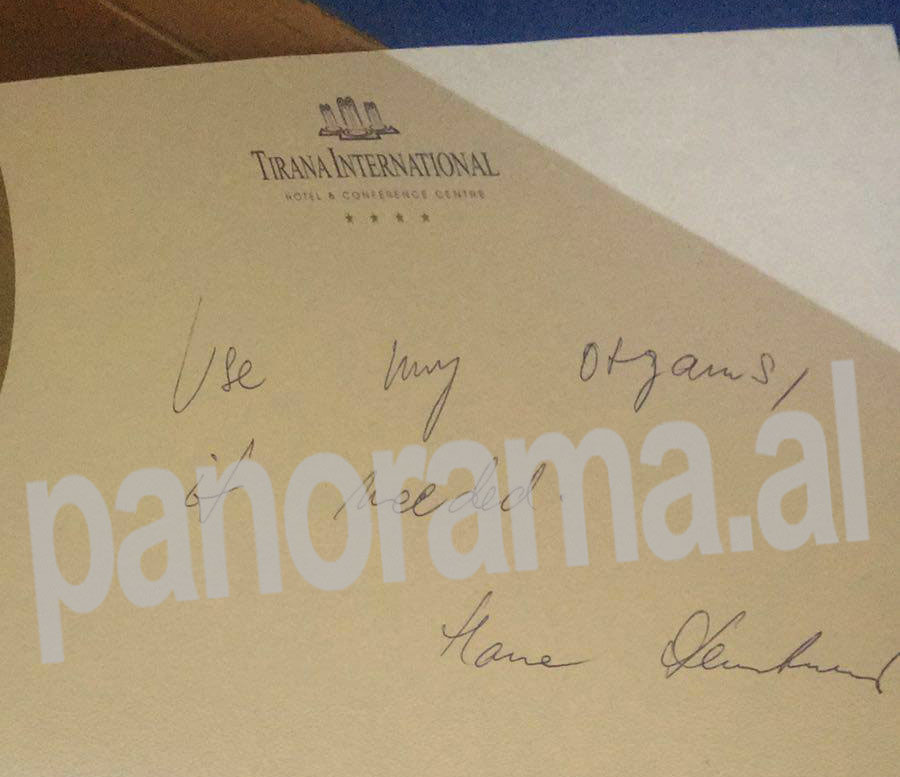 TIRANA INTERNATIONAL
HOTEL & CONFERENCE CENTRE
Use my organs,
if needed.
panorama.al